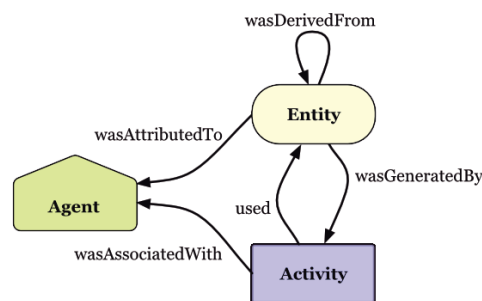 wasDerivedFrom
Entity
wasAttributedTo
wasGeneratedBy
Agent
used
wasAssociatedWith
Activity